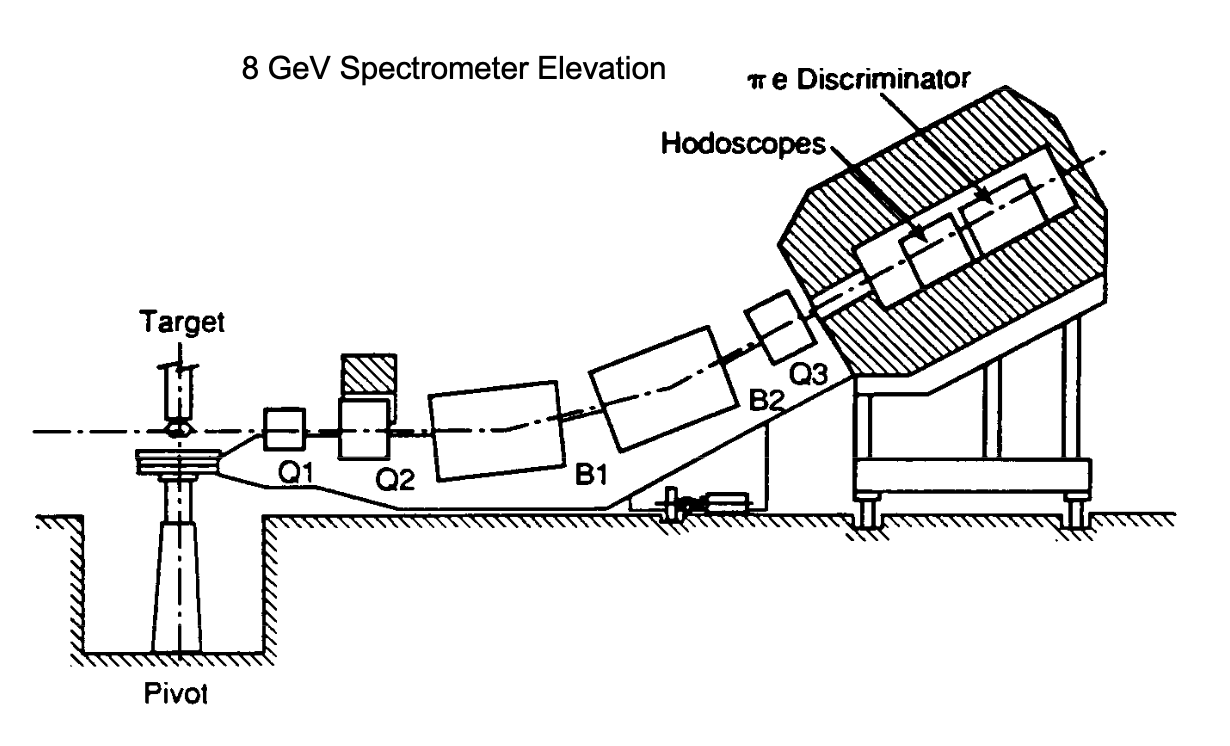 8 GeV Spectrometer Elevation
π e Discriminator
Hodoscopes
Target
Q1
Q2
B1
B2
Q3
Pivot